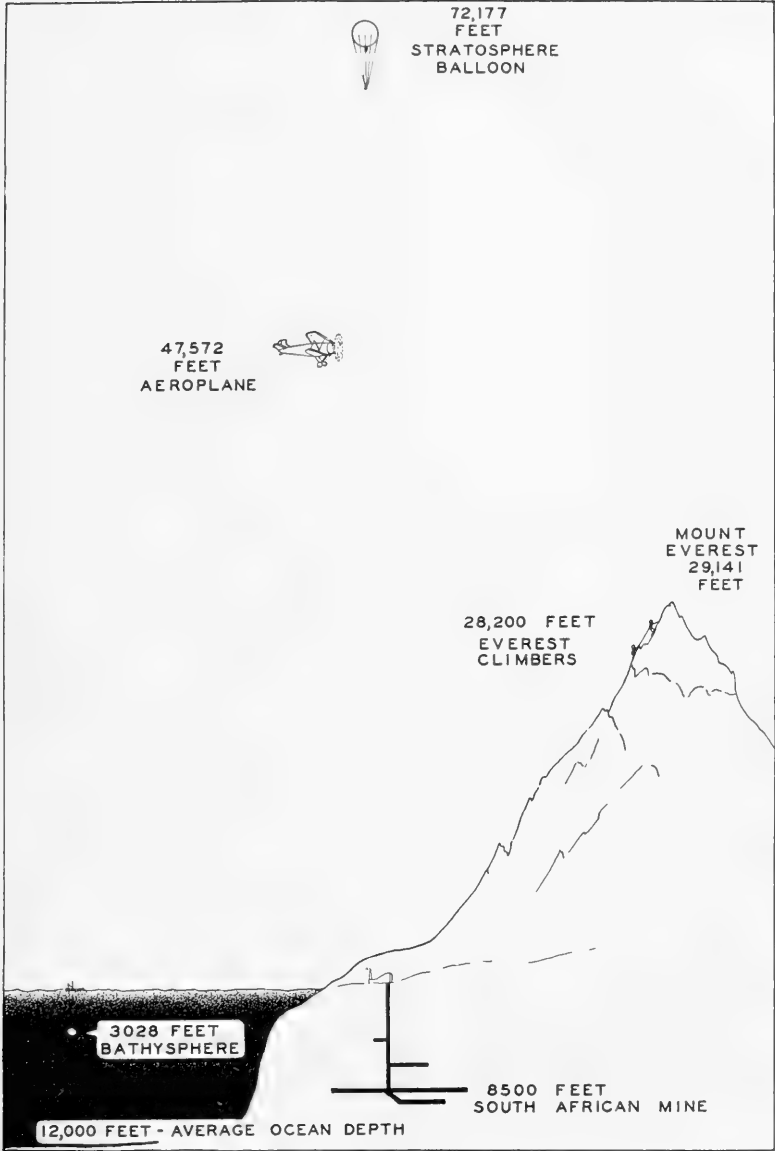 72,177
FEET
STRATOSPHERE
BALLOON
47,572
FEET
AEROPLANE
MOUNT
EVEREST
29,141
FEET
28,200 FEET
EVEREST
CLIMBERS
3028 FEET
BATHYSPHERE
8500 FEET
SOUTH AFRICAN MINE
12,000 FEET - AVERAGE OCEAN DEPTH